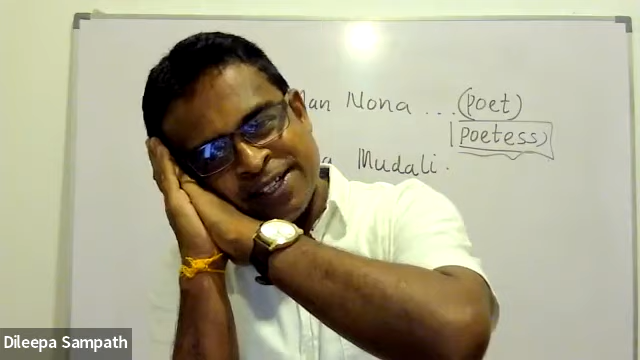 Nona ... (poet)
poetess)
Mudali.
Dileepa Sampath